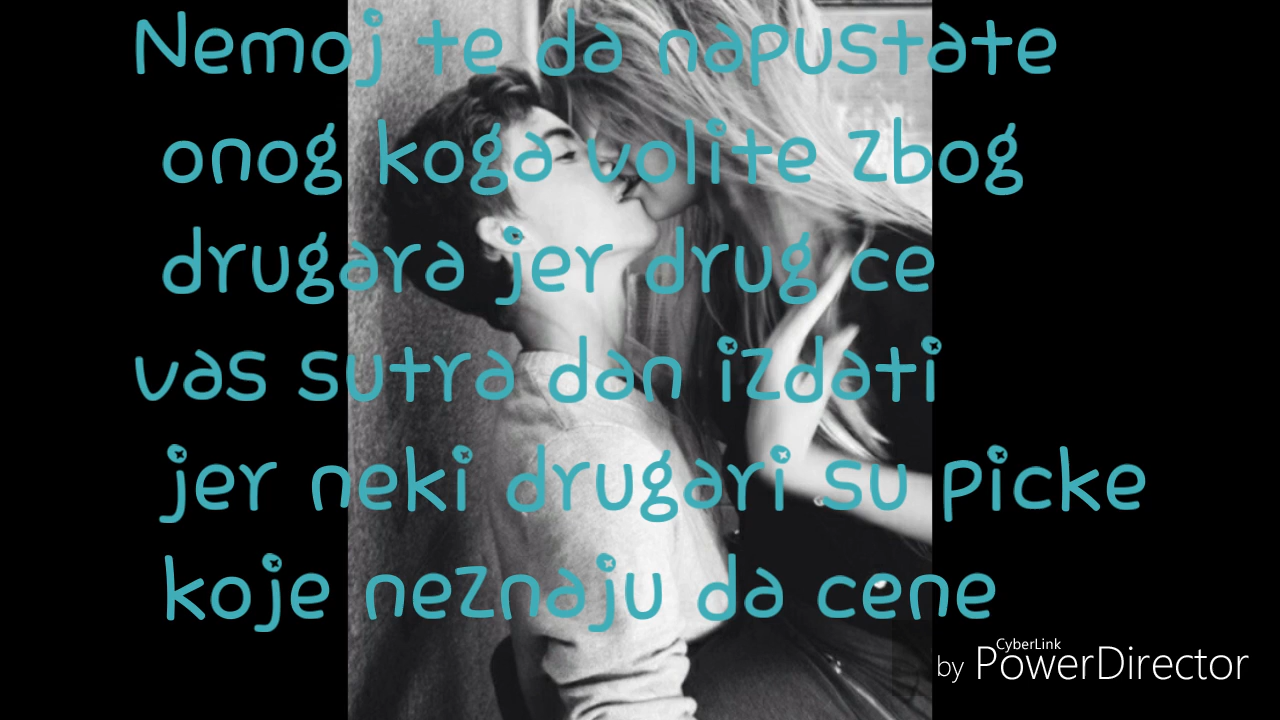 Nemoj te da napustate
onog koga volite zbog
drugara jer drug ce
vas sutra dan izdati
jer neki drugari su picke
koje neznaju da cene
CyberLink
by PowerDirector